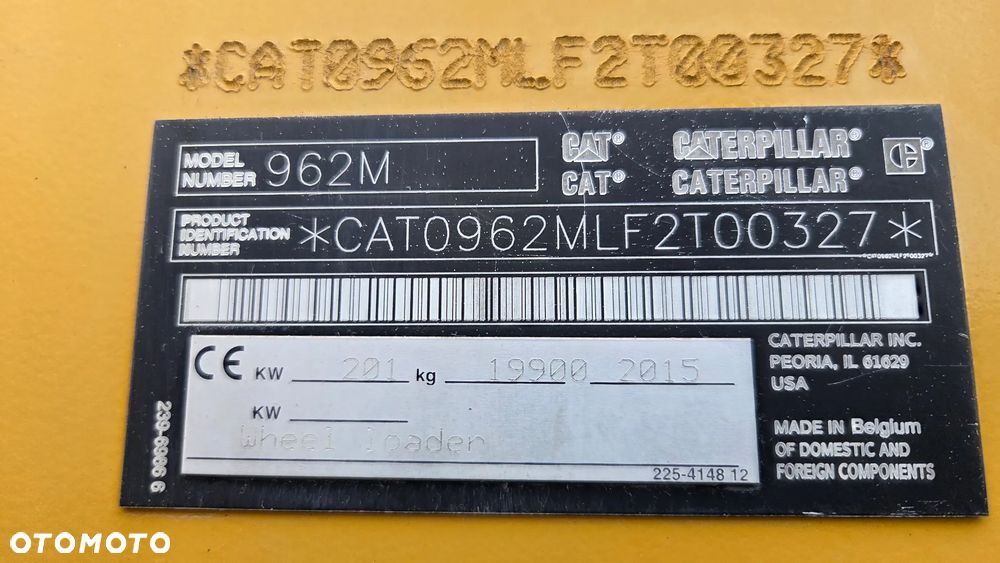 *CAT0962MLF2T00327*
MODEL NUMBER 962M
CAT® CATERPILLAR® ®
CAT® CATERPILLAR®
PRODUCT IDENTIFICATION NUMBER *CAT0962MLF2T00327*
*CAT0962MLF2T00327*
CE KW 201 kg 19900 2015
KW
Wheel loader
225-4148 12
239-6966 6
CATERPILLAR INC.
PEORIA, IL 61629
USA
MADE IN Belgium
OF DOMESTIC AND
FOREIGN COMPONENTS
OTOMOTO